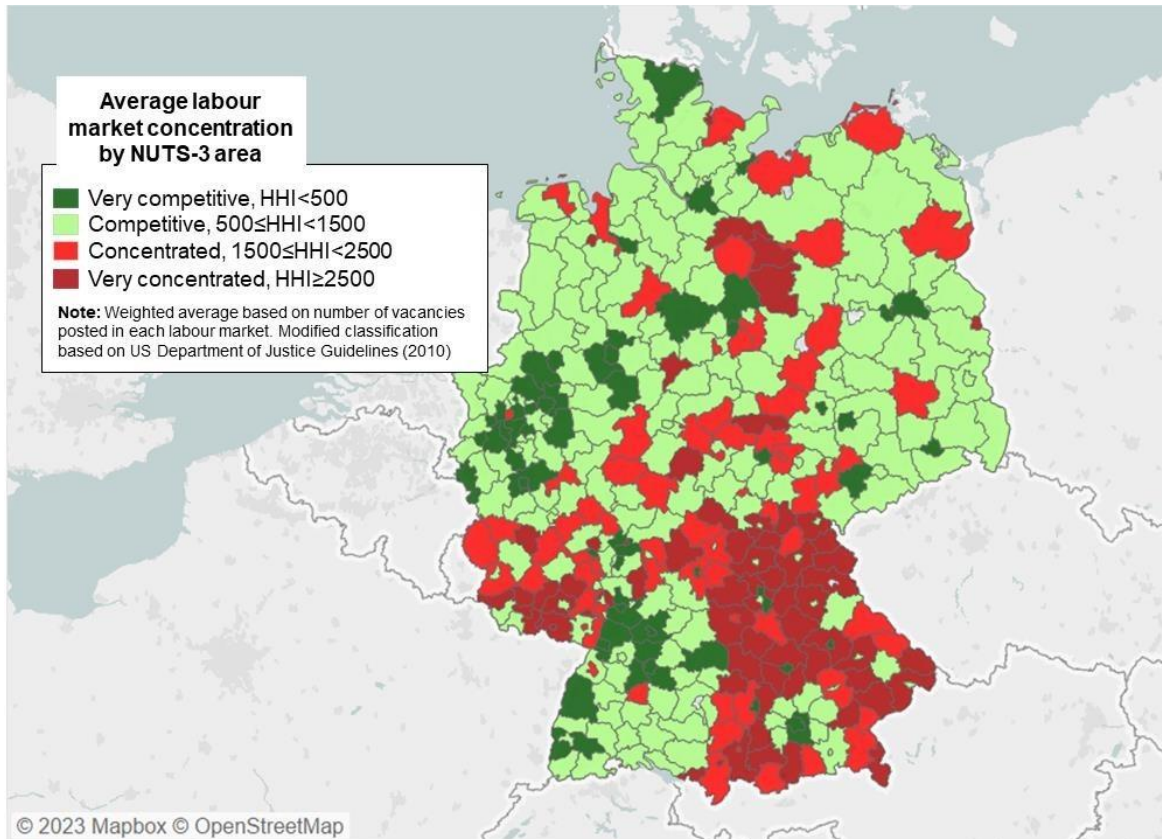 Average labour
market concentration
by NUTS-3 area
Very competitive, HHI<500
Competitive, 500≤HHI<1500
Concentrated, 1500≤HHI<2500
Very concentrated, HHI≥2500
Note: Weighted average based on number of vacancies
posted in each labour market. Modified classification
based on US Department of Justice Guidelines (2010)
© 2023 Mapbox © OpenStreetMap